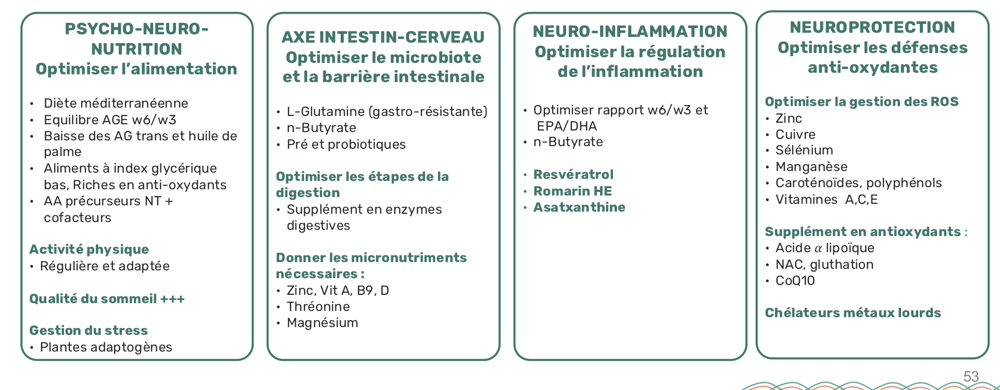 PSYCHO-NEURO-
NUTRITION
Optimiser l’alimentation
• Diète méditerranéenne
• Equilibre AGE w6/w3
• Baisse des AG trans et huile de
palme
• Aliments à index glycérique
bas, Riches en anti-oxydants
• AA précurseurs NT +
cofacteurs
Activité physique
• Régulière et adaptée
Qualité du sommeil +++
Gestion du stress
• Plantes adaptogènes
AXE INTESTIN-CERVEAU
Optimiser le microbiote
et la barrière intestinale
• L-Glutamine (gastro-résistante)
• n-Butyrate
• Pré et probiotiques
Optimiser les étapes de la
digestion
• Supplément en enzymes
digestives
Donner les micronutriments
nécessaires :
• Zinc, Vit A, B9, D
• Thréonine
• Magnésium
NEURO-INFLAMMATION
Optimiser la régulation
de l’inflammation
• Optimiser rapport w6/w3 et
EPA/DHA
• n-Butyrate
• Resvératrol
• Romarin HE
• Asatxanthine
NEUROPROTECTION
Optimiser les défenses
anti-oxydantes
Optimiser la gestion des ROS
• Zinc
• Cuivre
• Sélénium
• Manganèse
• Caroténoïdes, polyphénols
• Vitamines A,C,E
Supplément en antioxydants :
• Acide α lipoïque
• NAC, gluthation
• CoQ10
Chélateurs métaux lourds
53